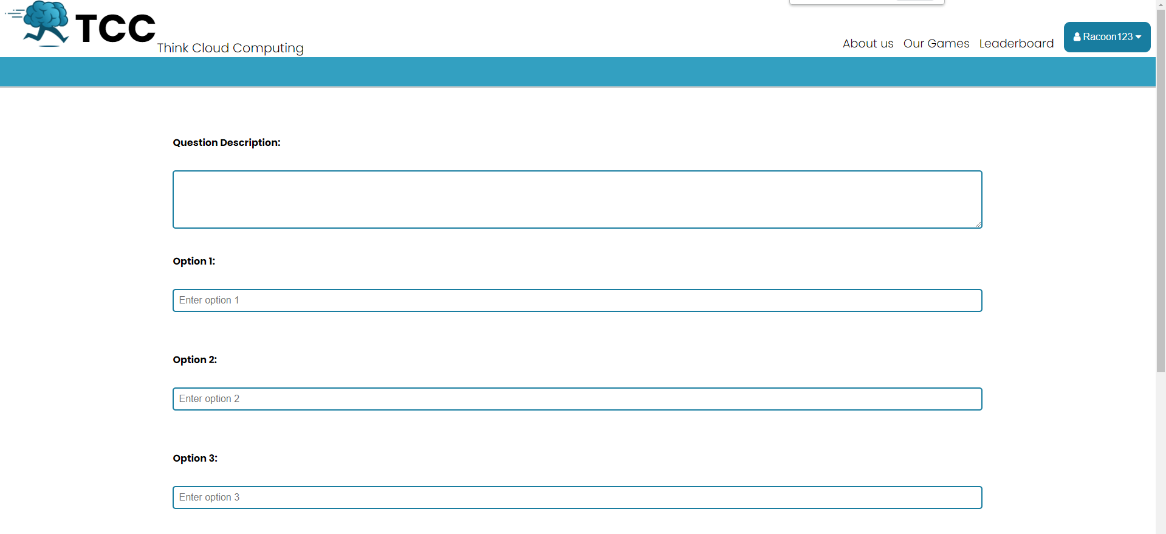 TCC
Think Cloud Computing
About us Our Games Leaderboard Racoon123
Question Description:
Option 1:
Enter option 1
Option 2:
Enter option 2
Option 3:
Enter option 3